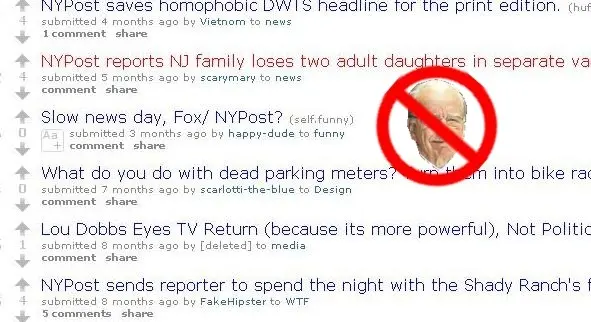 NYPost saves homophobic DWTS headline for the print edition. (huf
4 submitted 4 months ago by Vietnom to news
1 comment share
NYPost reports NJ family loses two adult daughters in separate va
4 submitted 5 months ago by scarymary to news
comment share
Slow news day, Fox/ NYPost? (self.funny)
0 Aa+ submitted 3 months ago by happy-dude to funny
comment share
What do you do with dead parking meters? Turn them into bike rac
0 submitted 7 months ago by scarlotti-the-blue to Design
comment share
Lou Dobbs Eyes TV Return (because its more powerful), Not Politic
1 submitted 8 months ago by [deleted] to media
comment share
NYPost sends reporter to spend the night with the Shady Ranch's f
4 submitted 8 months ago by FakeHipster to WTF
5 comments share